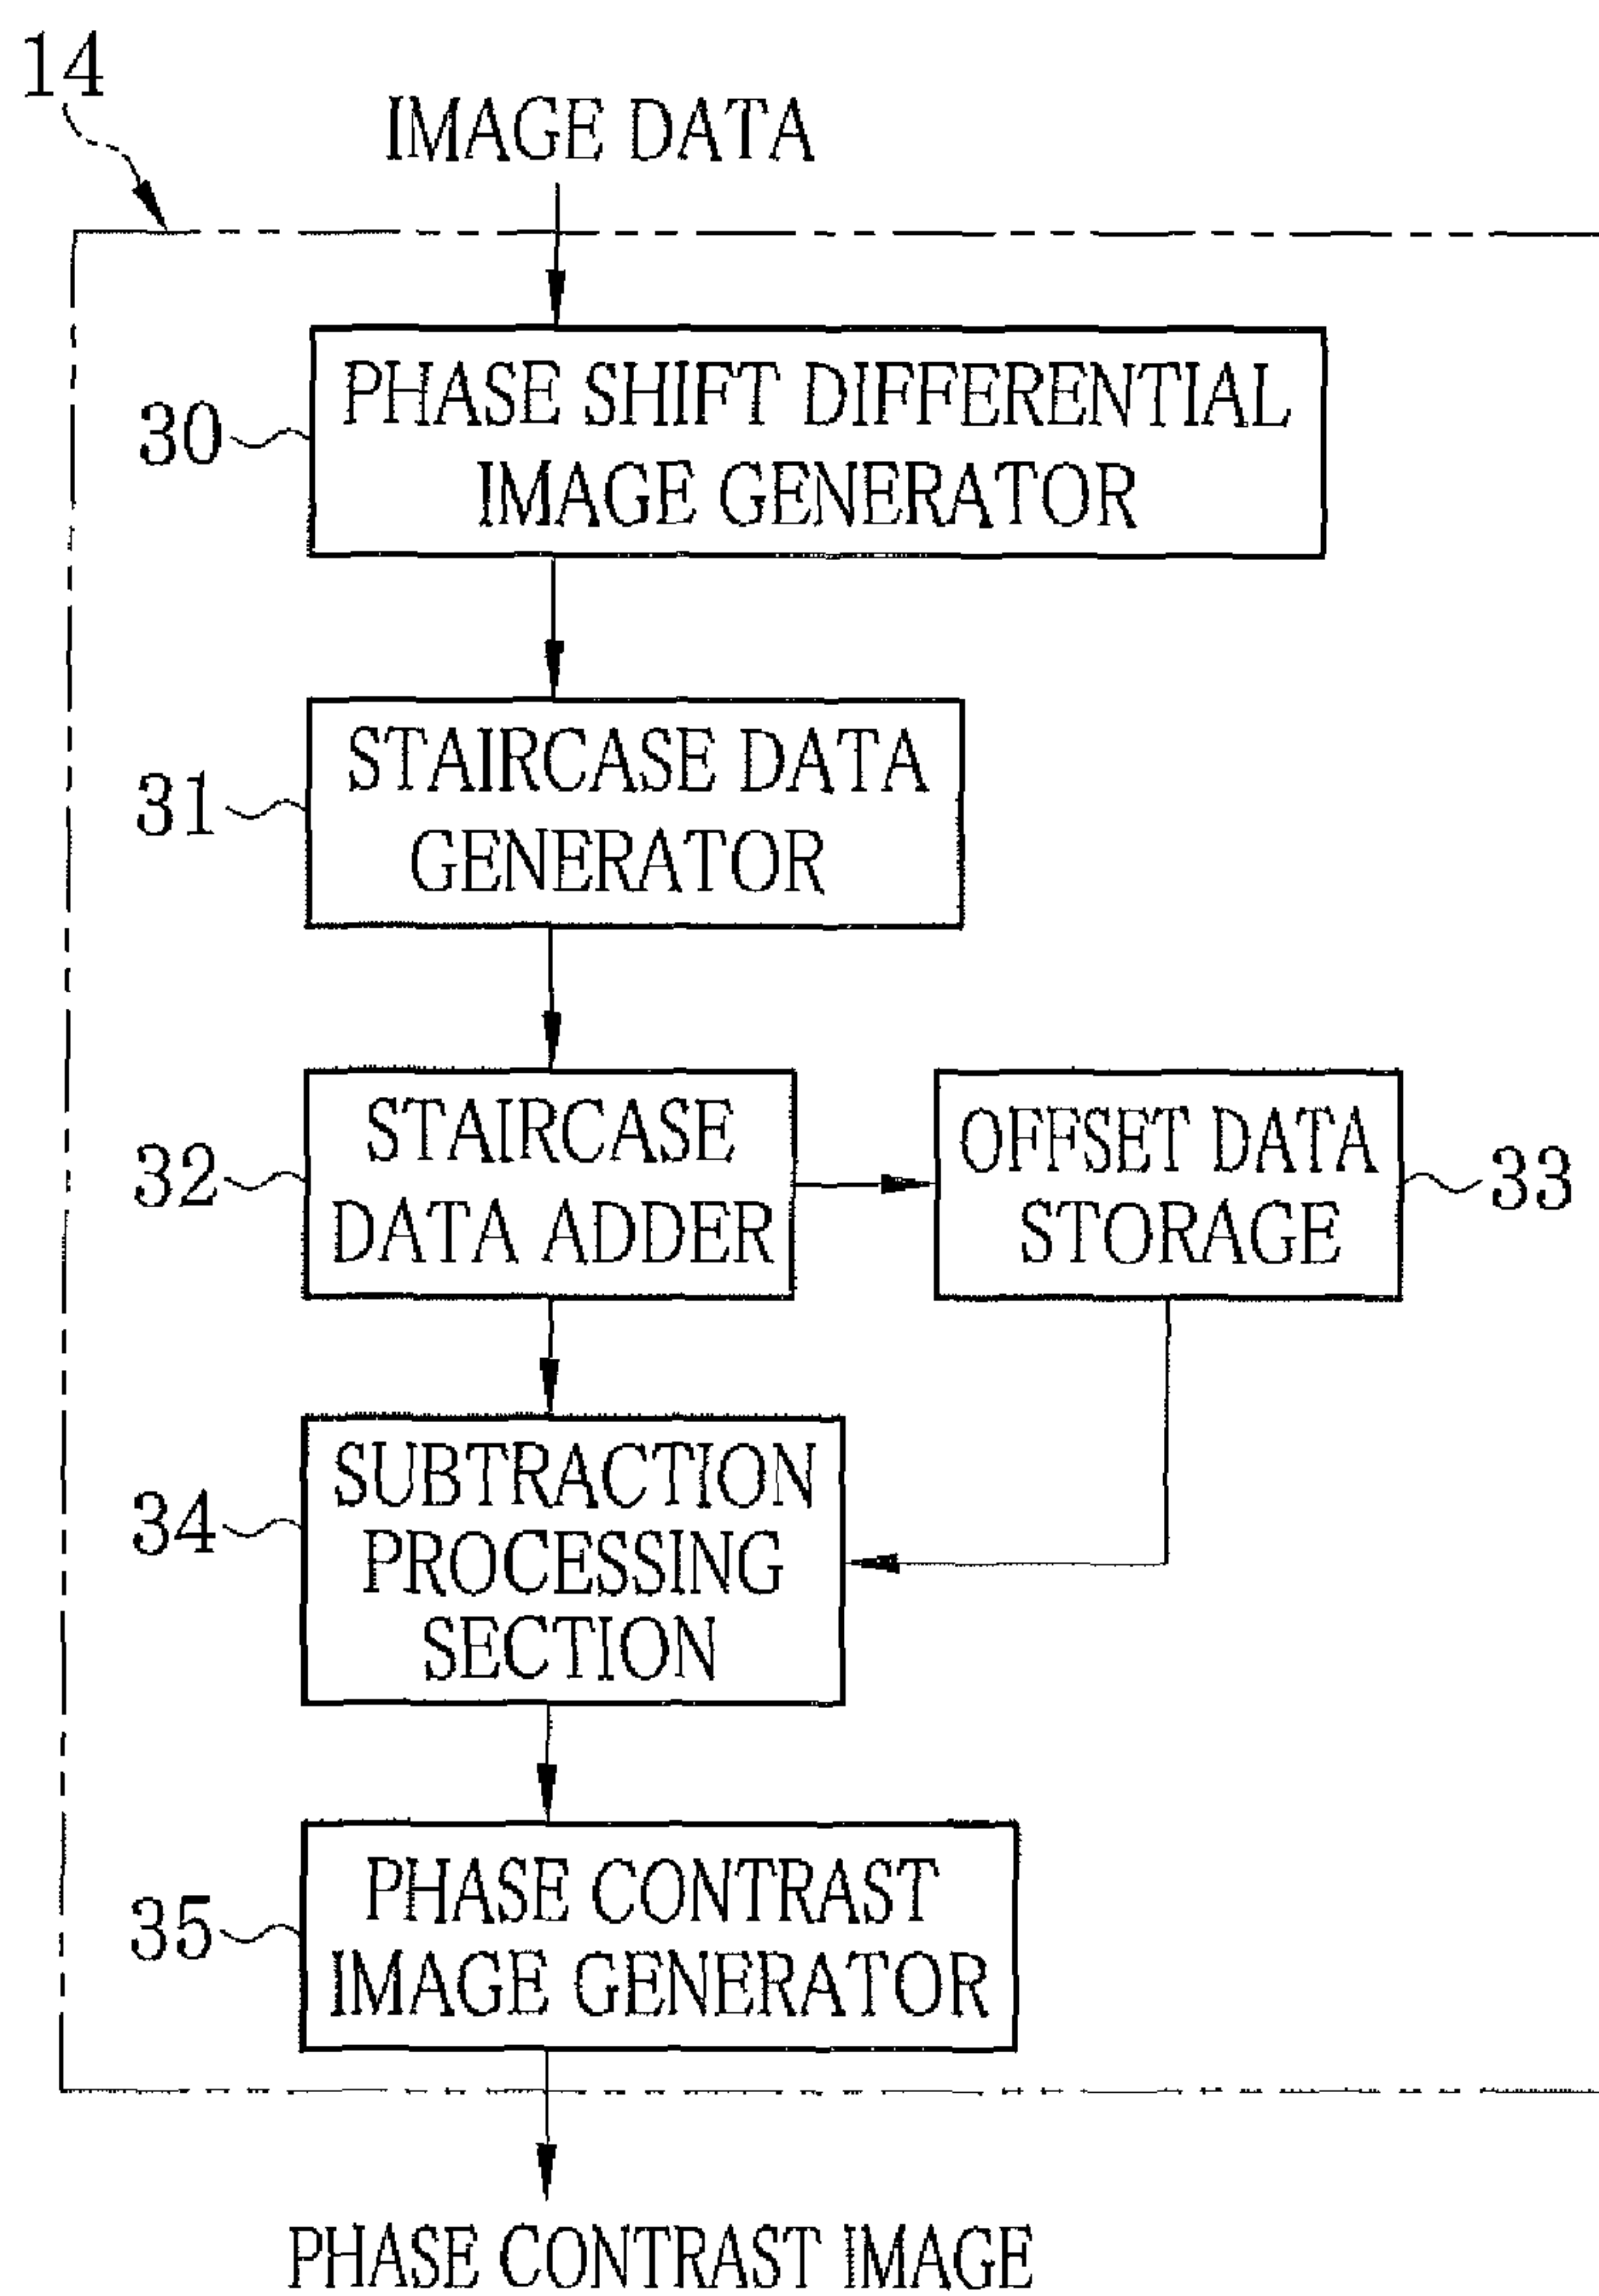 14
IMAGE DATA
30
PHASE SHIFT DIFFERENTIAL
IMAGE GENERATOR
31
STAIRCASE DATA
GENERATOR
32
STAIRCASE
DATA ADDER
OFFSET DATA
STORAGE
33
34
SUBTRACTION
PROCESSING
SECTION
35
PHASE CONTRAST
IMAGE GENERATOR
PHASE CONTRAST IMAGE